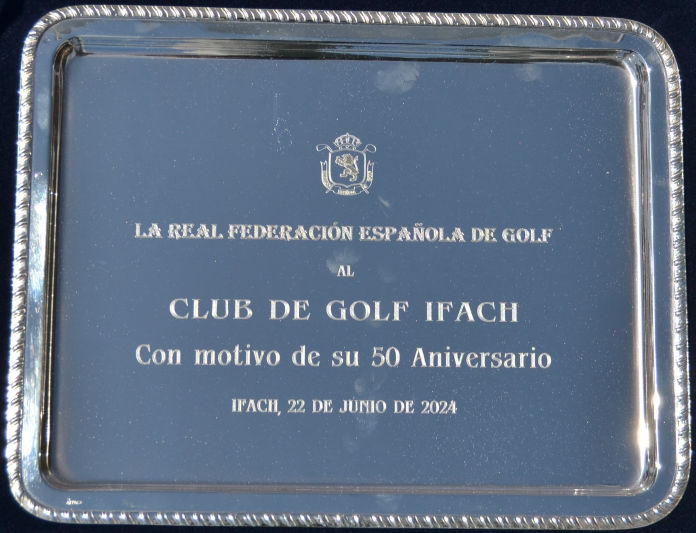 LA REAL FEDERACIÓN ESPAÑOLA DE GOLF
AL
CLUB DE GOLF IFACH
Con motivo de su 50 Aniversario
IFACH, 22 DE JUNIO DE 2024